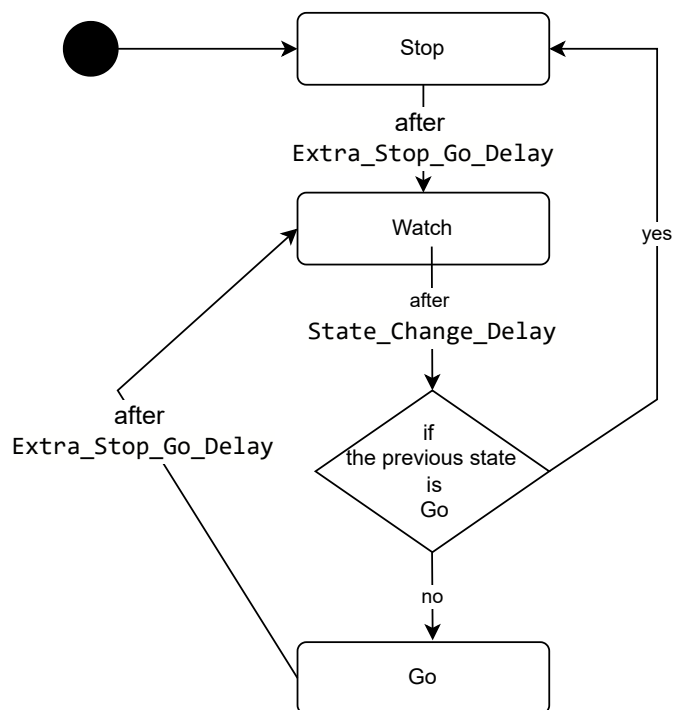 Stop
after
Extra_Stop_Go_Delay
Watch
yes
after
State_Change_Delay
after
Extra_Stop_Go_Delay
if
the previous state
is
Go
no
Go